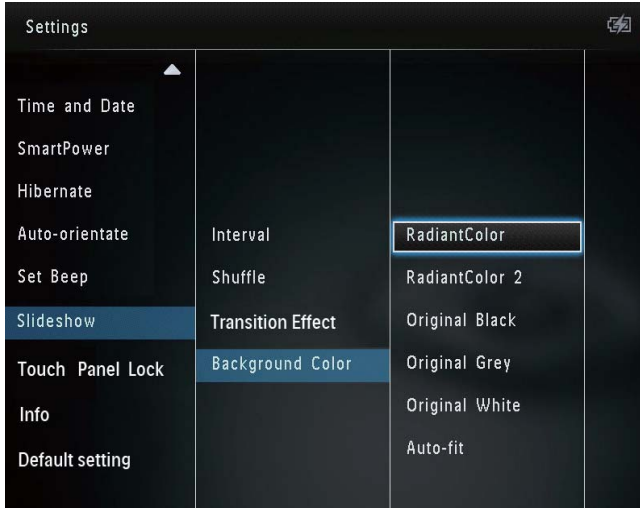 Settings
Time and Date
SmartPower
Hibernate
Auto-orientate
Set Beep
Slideshow
Touch Panel Lock
Info
Default setting
Interval
Shuffle
Transition Effect
Background Color
RadiantColor
RadiantColor 2
Original Black
Original Grey
Original White
Auto-fit